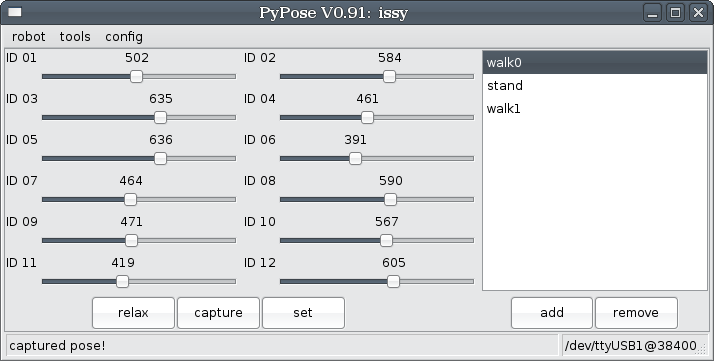 PyPose V0.91: issy
robot tools config
ID 01 502 ID 02 584
ID 03 635 ID 04 461
ID 05 636 ID 06 391
ID 07 464 ID 08 590
ID 09 471 ID 10 567
ID 11 419 ID 12 605
walk0
stand
walk1
relax capture set add remove
captured pose! /dev/ttyUSB1@38400